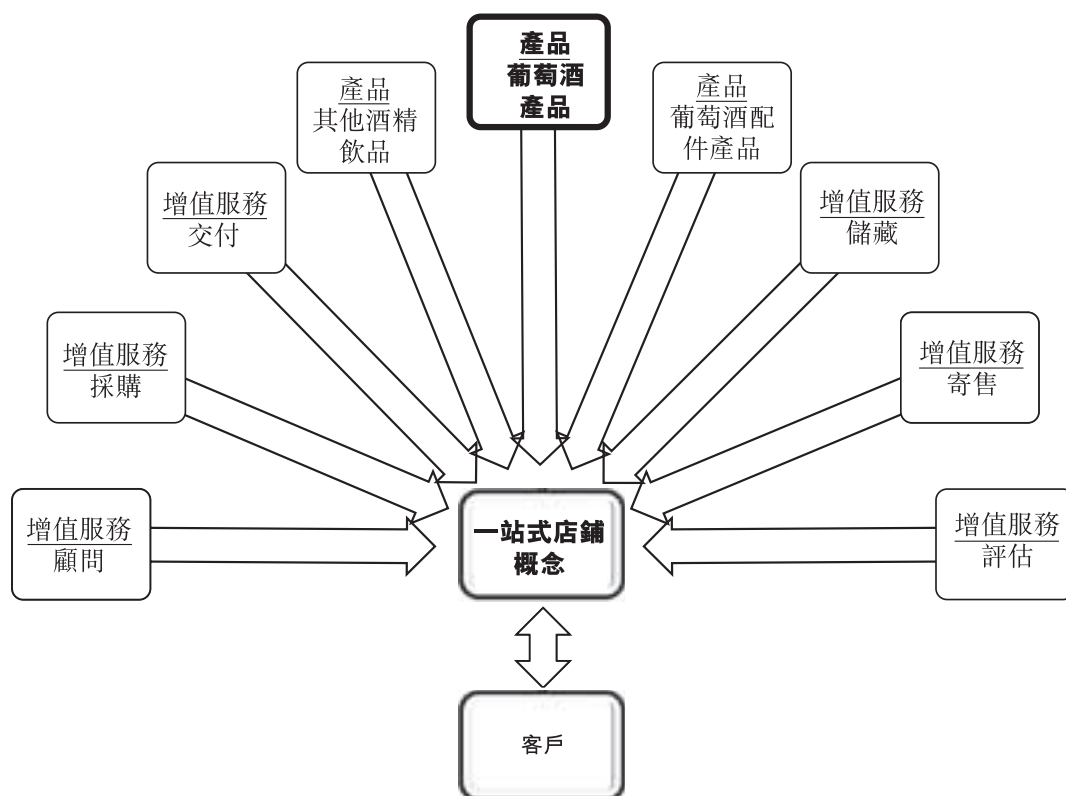 產品
葡萄酒
產品
產品
其他酒精
飲品
產品
葡萄酒配
件產品
增值服務
交付
增值服務
儲藏
增值服務
採購
增值服務
寄售
增值服務
顧問
一站式店鋪
概念
增值服務
評估
客戶